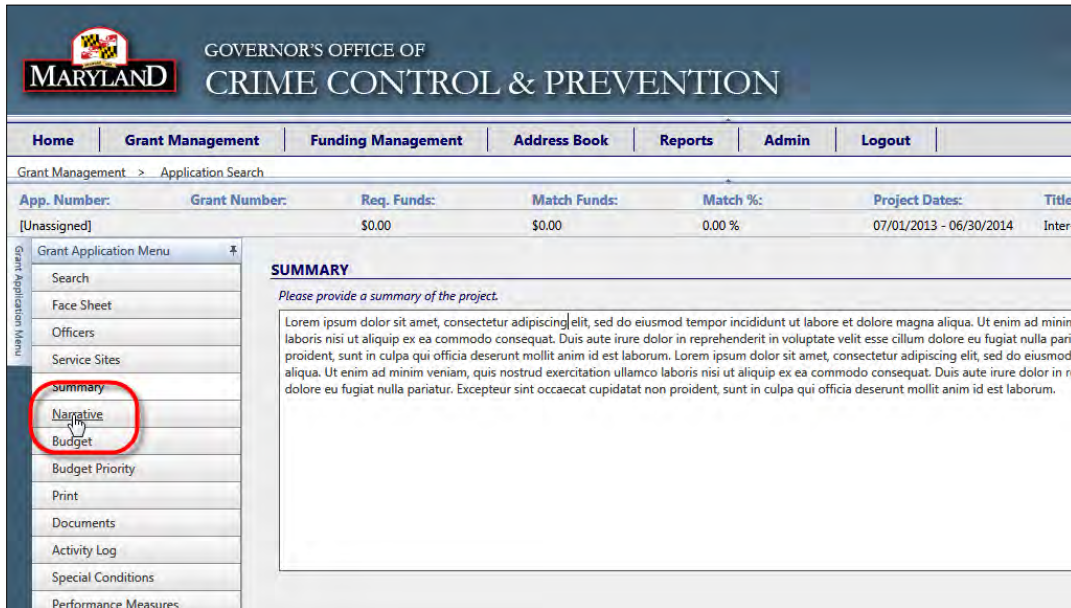 MARYLAND
GOVERNOR'S OFFICE OF
CRIME CONTROL & PREVENTION
Home Grant Management Funding Management Address Book Reports Admin Logout
Grant Management > Application Search
App. Number: Grant Number: Req. Funds: Match Funds: Match %: Project Dates: Title
[Unassigned] $0.00 $0.00 0.00 % 07/01/2013 - 06/30/2014 Inter
Grant Application Menu
Grant Application Menu
Search
Face Sheet
Officers
Service Sites
Summary
Narrative
Budget
Budget Priority
Print
Documents
Activity Log
Special Conditions
Performance Measures
SUMMARY
Please provide a summary of the project.
Lorem ipsum dolor sit amet, consectetur adipiscing elit, sed do eiusmod tempor incididunt ut labore et dolore magna aliqua. Ut enim ad minim
laboris nisi ut aliquip ex ea commodo consequat. Duis aute irure dolor in reprehenderit in voluptate velit esse cillum dolore eu fugiat nulla pari
proident, sunt in culpa qui officia deserunt mollit anim id est laborum. Lorem ipsum dolor sit amet, consectetur adipiscing elit, sed do eiusmod
aliqua. Ut enim ad minim veniam, quis nostrud exercitation ullamco laboris nisi ut aliquip ex ea commodo consequat. Duis aute irure dolor in r
dolore eu fugiat nulla pariatur. Excepteur sint occaecat cupidatat non proident, sunt in culpa qui officia deserunt mollit anim id est laborum.